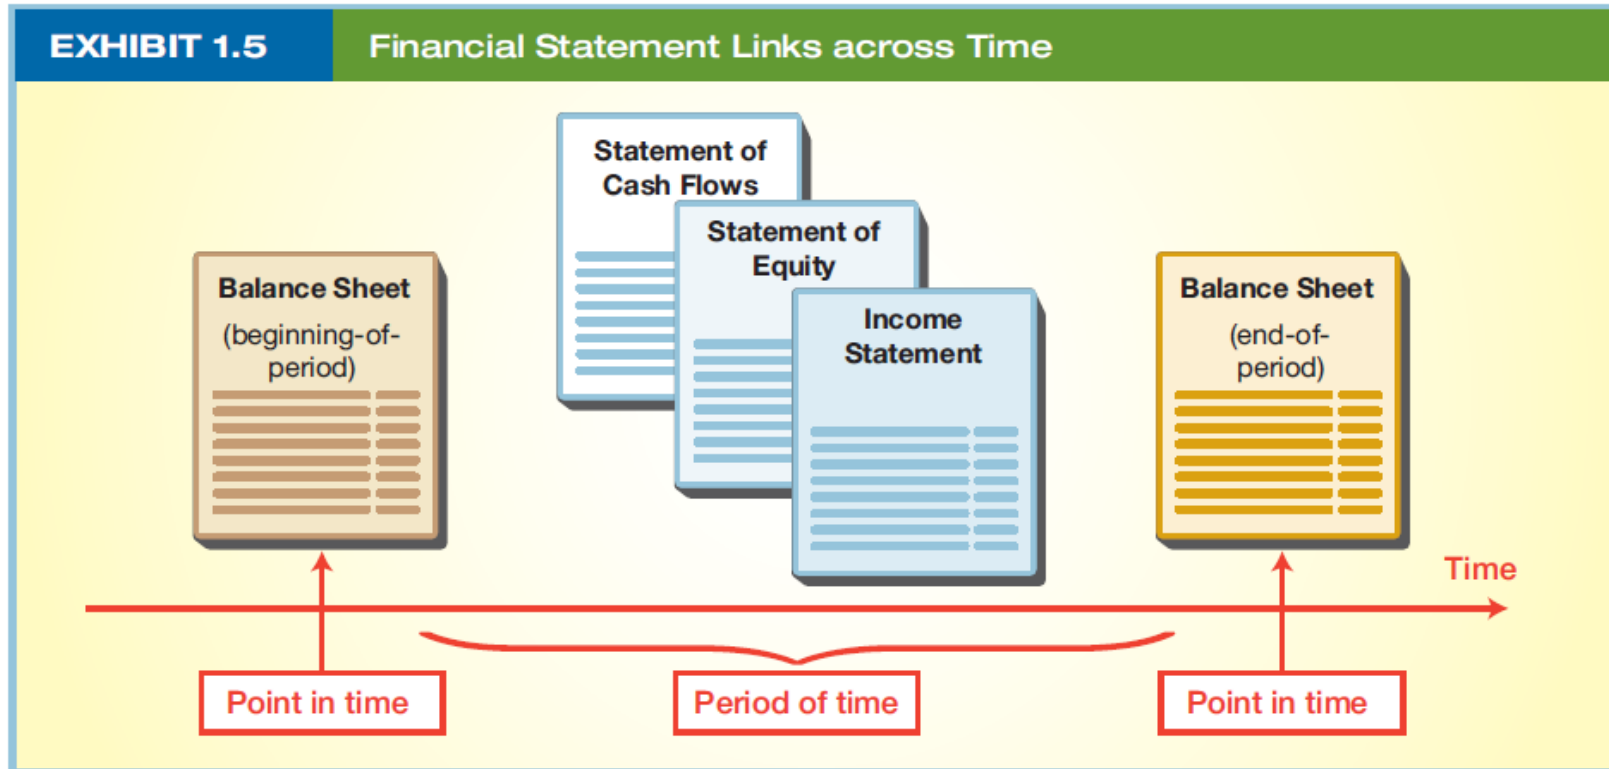 EXHIBIT 1.5
Financial Statement Links across Time
Statement of
Cash Flows
Statement of
Equity
Income
Statement
Balance Sheet
(beginning-of-
period)
Balance Sheet
(end-of-
period)
Time
Point in time
Period of time
Point in time